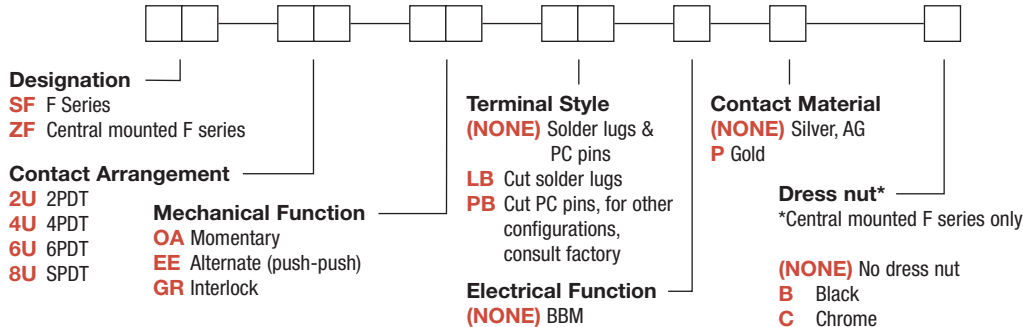 Designation
SF F Series
ZF Central mounted F series
Contact Arrangement
2U 2PDT
4U 4PDT
6U 6PDT
8U SPDT
Mechanical Function
OA Momentary
EE Alternate (push-push)
GR Interlock
Terminal Style
(NONE) Solder lugs &
PC pins
LB Cut solder lugs
PB Cut PC pins, for other
configurations,
consult factory
Electrical Function
(NONE) BBM
Contact Material
(NONE) Silver, AG
P Gold
Dress nut*
*Central mounted F series only
(NONE) No dress nut
B Black
C Chrome